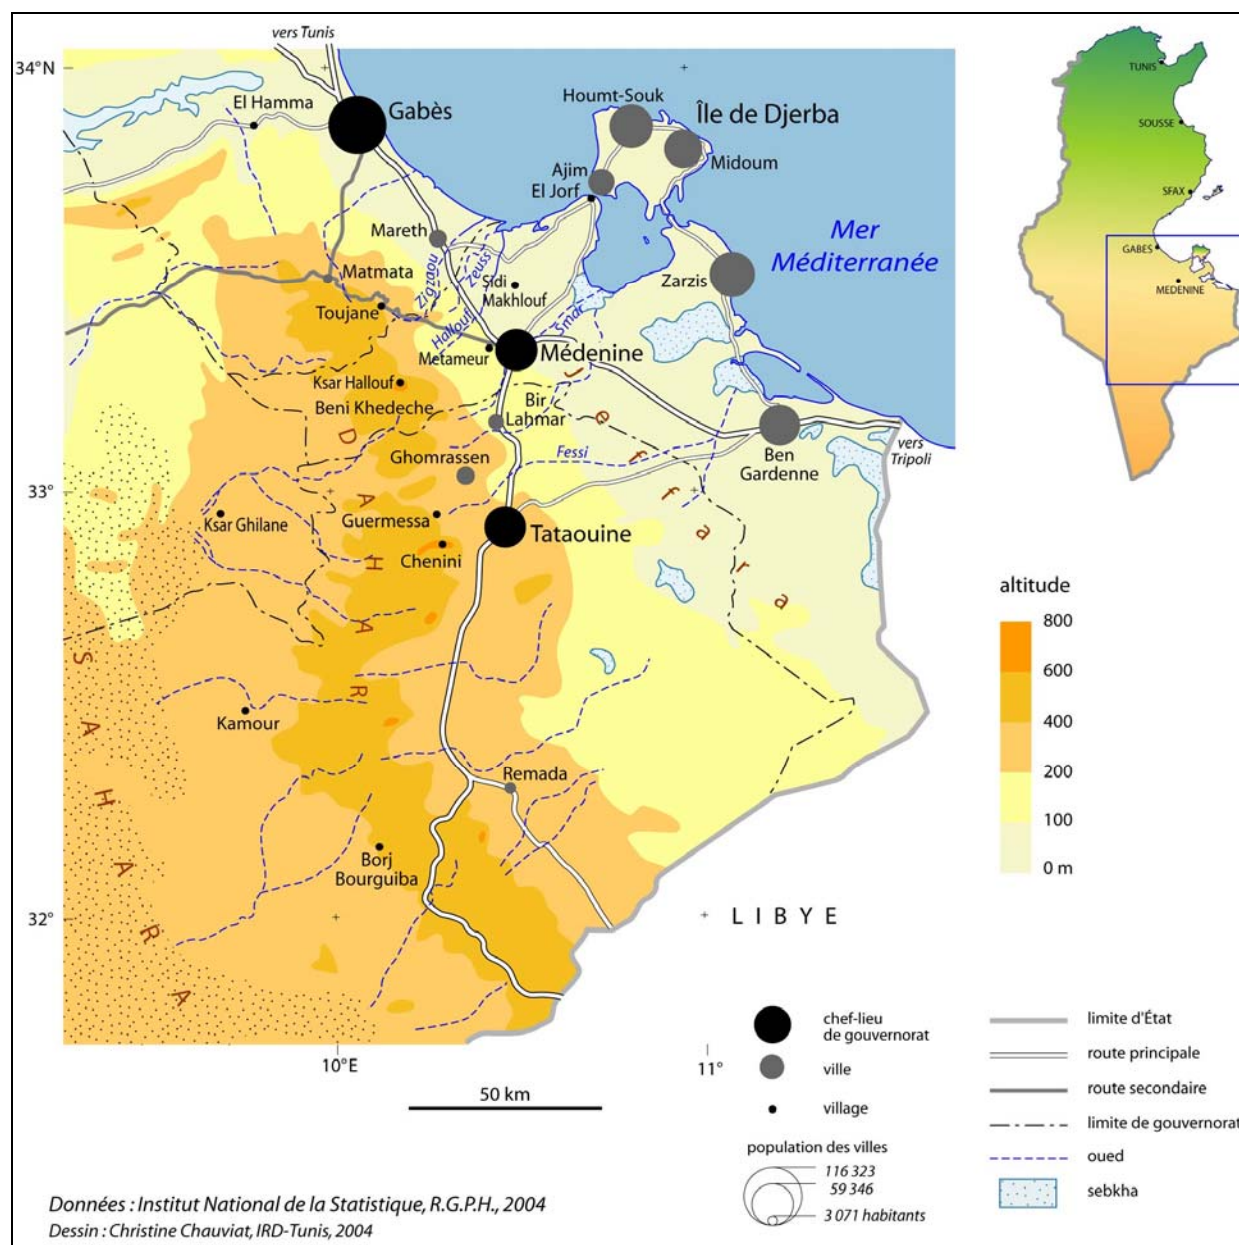 vers Tunis
34°N
El Hamma
Gabès
Houmt-Souk
Île de Djerba
Midoum
Ajim
El Jorf
Mareth
Mer
Méditerranée
Zigzaou
Zeuss
Matmata
Sidi
Makhlouf
Zarzis
Toujane
Hallouf
Smar
Metameur
Médenine
Ksar Hallouf
Beni Khedeche
Bir
Lahmar
Jeffara
Ghomrassen
Fessi
Ben
Gardenne
vers
Tripoli
33°
Ksar Ghilane
Guermessa
Tataouine
Chenini
DAHAR
SAHARA
Kamour
Remada
Borj
Bourguiba
32°
LIBYE
10°E
11°
50 km
TUNIS
SOUSSE
SFAX
GABES
MEDENINE
altitude
800
600
400
200
100
0 m
chef-lieu
de gouvernorat
ville
village
population des villes
116 323
59 346
3 071 habitants
limite d'État
route principale
route secondaire
limite de gouvernorat
oued
sebkha
Données : Institut National de la Statistique, R.G.P.H., 2004
Dessin : Christine Chauviat, IRD-Tunis, 2004